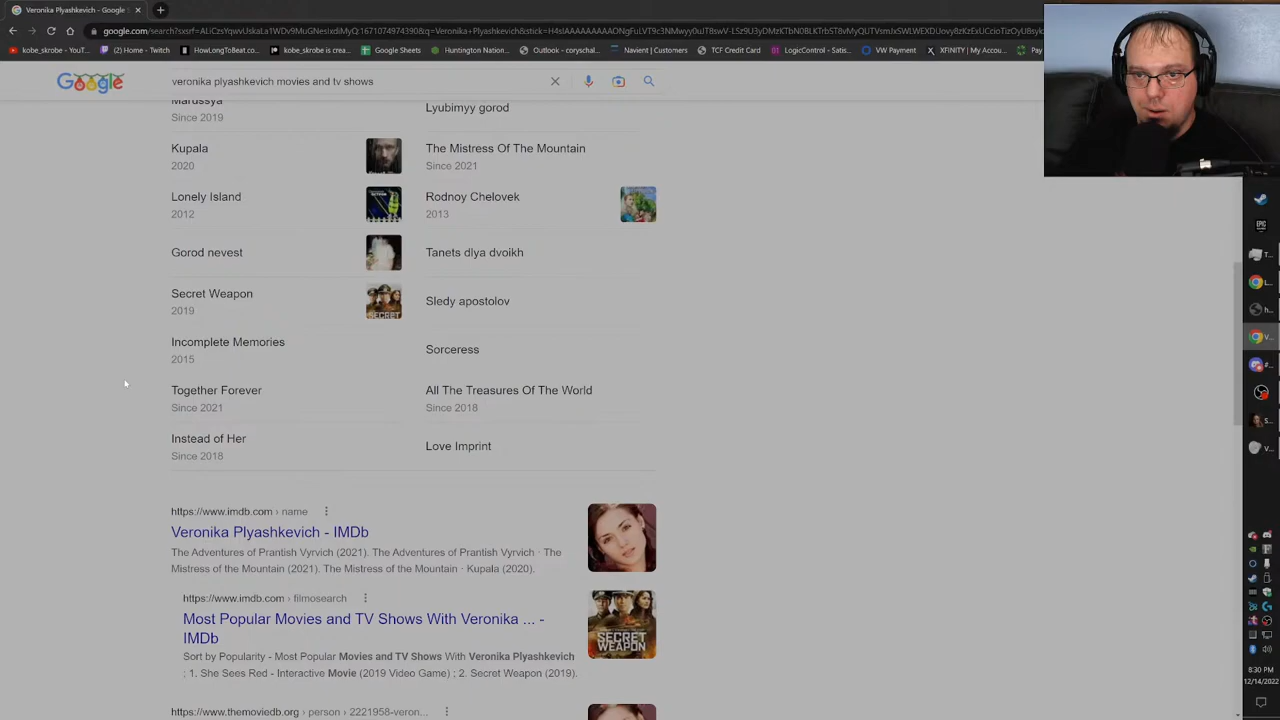 Veronika Plyashkevich - Google S
google.com/search?sxsrf=
kobe_skrobe - YouT...
(2) Home - Twitch
HowLongToBeat.co...
kobe_skrobe is crea...
Google Sheets
Huntington Nation...
Outlook - coryschal...
Navient | Customers
TCF Credit Card
LogicControl - Satis...
VW Payment
XFINITY | My Accou...
Google
veronika plyashkevich movies and tv shows
Marussya
Since 2019
Lyubimyy gorod
Kupala
2020
The Mistress Of The Mountain
Since 2021
Lonely Island
2012
Rodnoy Chelovek
2013
Gorod nevest
Tanets dlya dvoikh
Secret Weapon
2019
SECRET
Sledy apostolov
Incomplete Memories
2015
Sorceress
Together Forever
Since 2021
All The Treasures Of The World
Since 2018
Instead of Her
Since 2018
Love Imprint
https://www.imdb.com › name
Veronika Plyashkevich - IMDb
The Adventures of Prantish Vyrvich (2021). The Adventures of Prantish Vyrvich · The
Mistress of the Mountain (2021). The Mistress of the Mountain · Kupala (2020).
https://www.imdb.com › filmosearch
Most Popular Movies and TV Shows With Veronika ... -
IMDb
Sort by Popularity - Most Popular Movies and TV Shows With Veronika Plyashkevich
; 1. She Sees Red - Interactive Movie (2019 Video Game) ; 2. Secret Weapon (2019).
SECRET
WEAPON
https://www.themoviedb.org › person › 2221958-veron...
EPIC
8:30 PM
12/14/2022